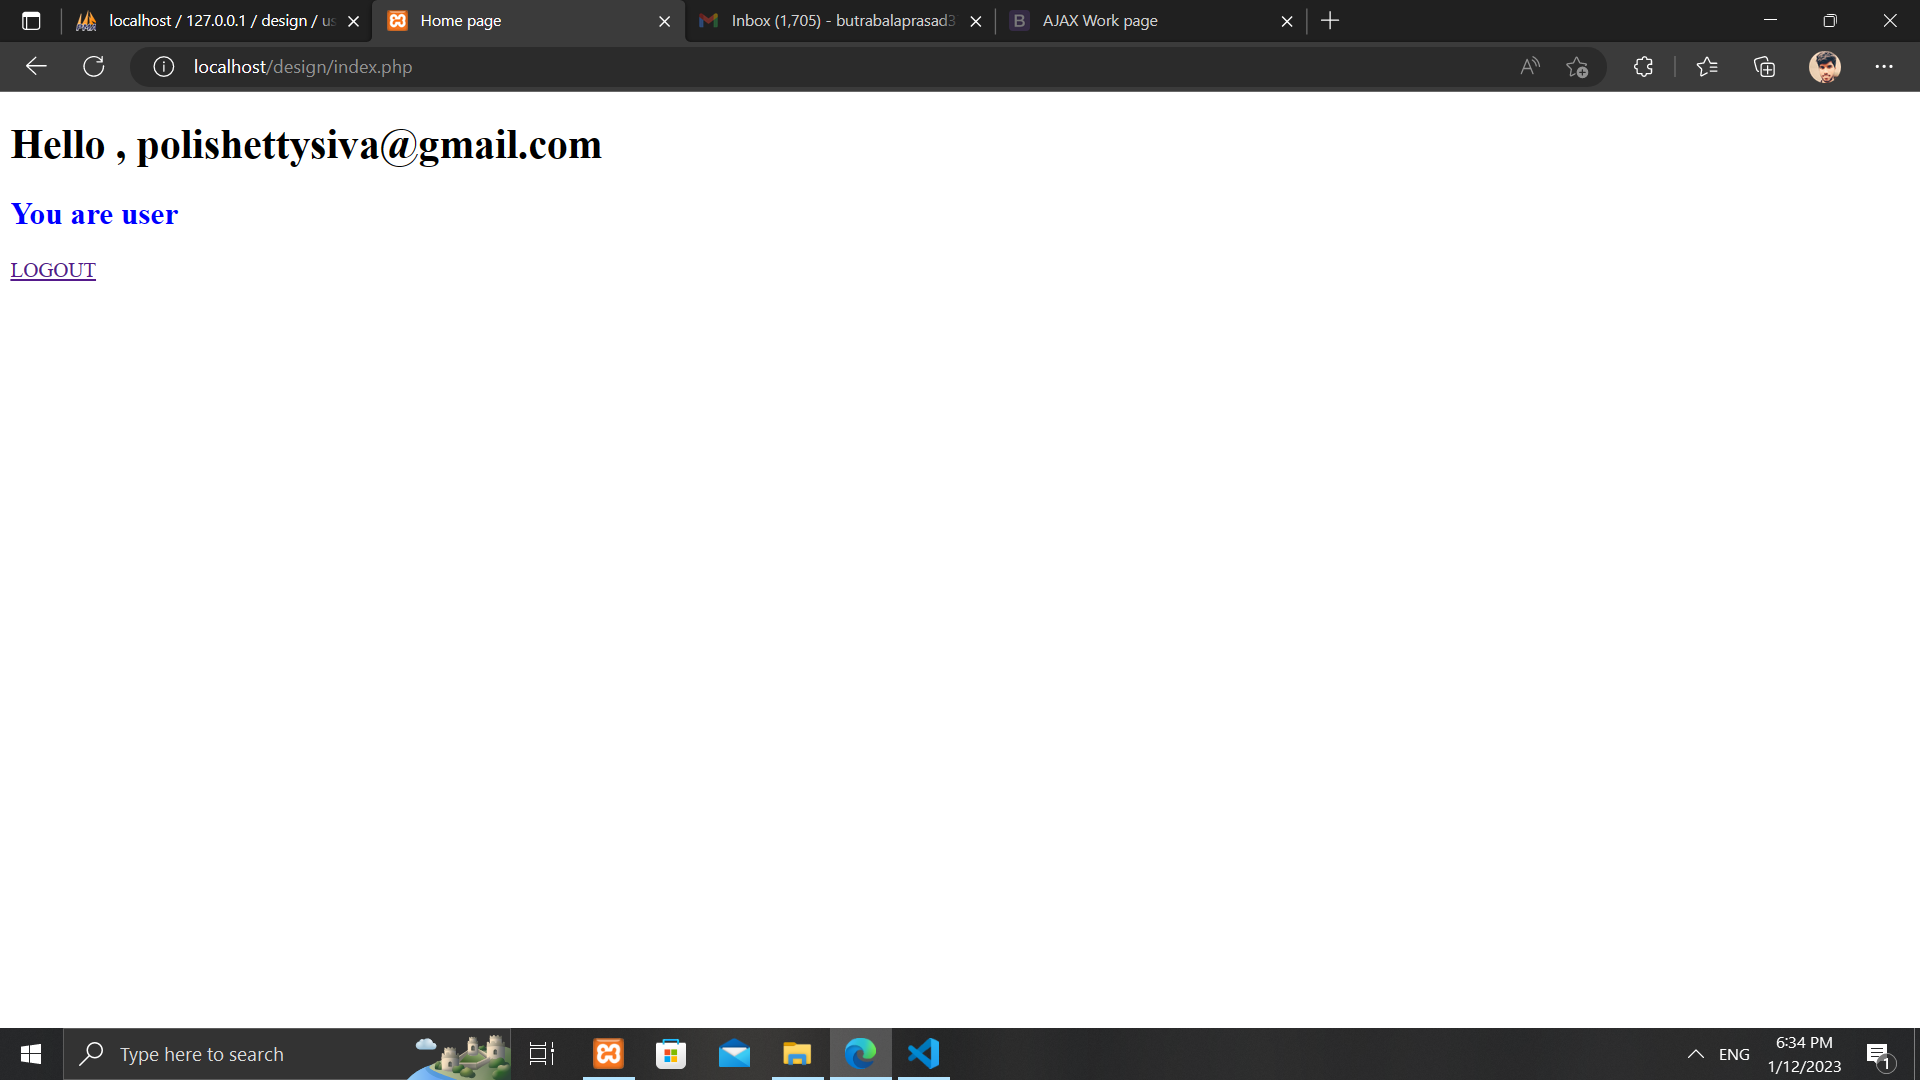 localhost / 127.0.0.1 / design / us
Home page
Inbox (1,705) - butrabalaprasad3
AJAX Work page
localhost/design/index.php
Hello , polishettysiva@gmail.com
You are user
LOGOUT
Type here to search
ENG
6:34 PM
1/12/2023
1